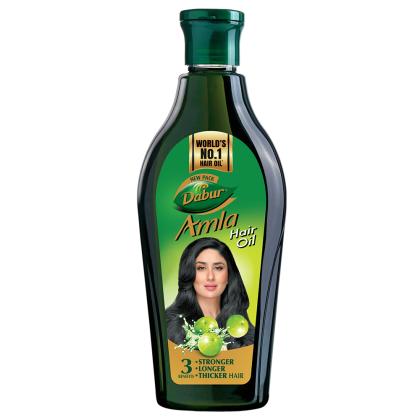 WORLD'S
NO.1
HAIR OIL
NEW PACK
Dabur
Amla
Hair
Oil
3
BENEFITS
•STRONGER
•LONGER
•THICKER HAIR